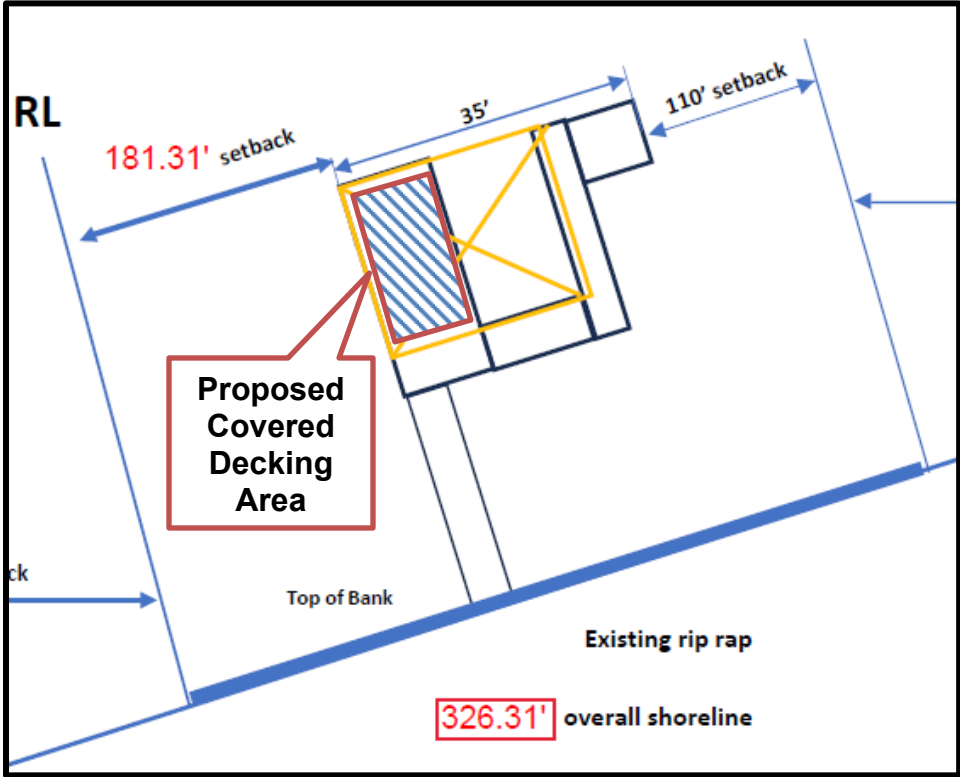 RL
181.31' setback
35'
110' setback
Proposed
Covered
Decking
Area
ck
Top of Bank
Existing rip rap
326.31' overall shoreline